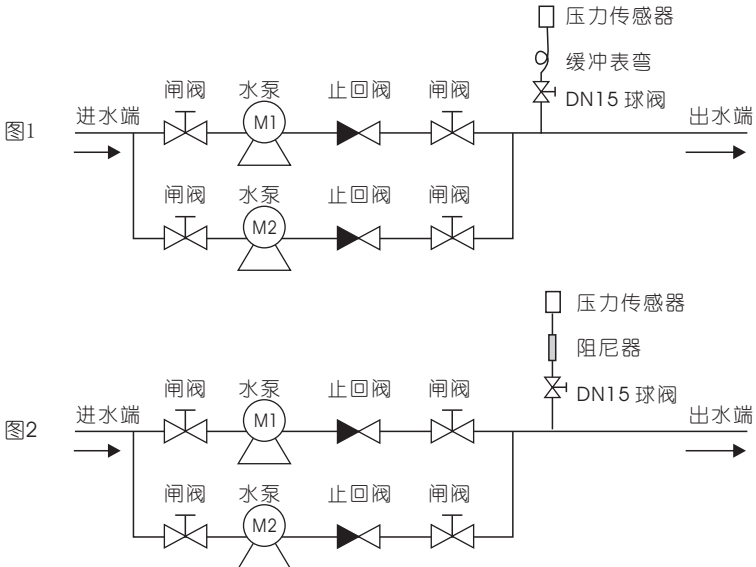 压力传感器
缓冲表弯
DN15 球阀
闸阀 水泵 止回阀 闸阀
图1 进水端 M1 出水端
闸阀 水泵 止回阀 闸阀
M2
压力传感器
阻尼器
DN15 球阀
闸阀 水泵 止回阀 闸阀
图2 进水端 M1 出水端
闸阀 水泵 止回阀 闸阀
M2